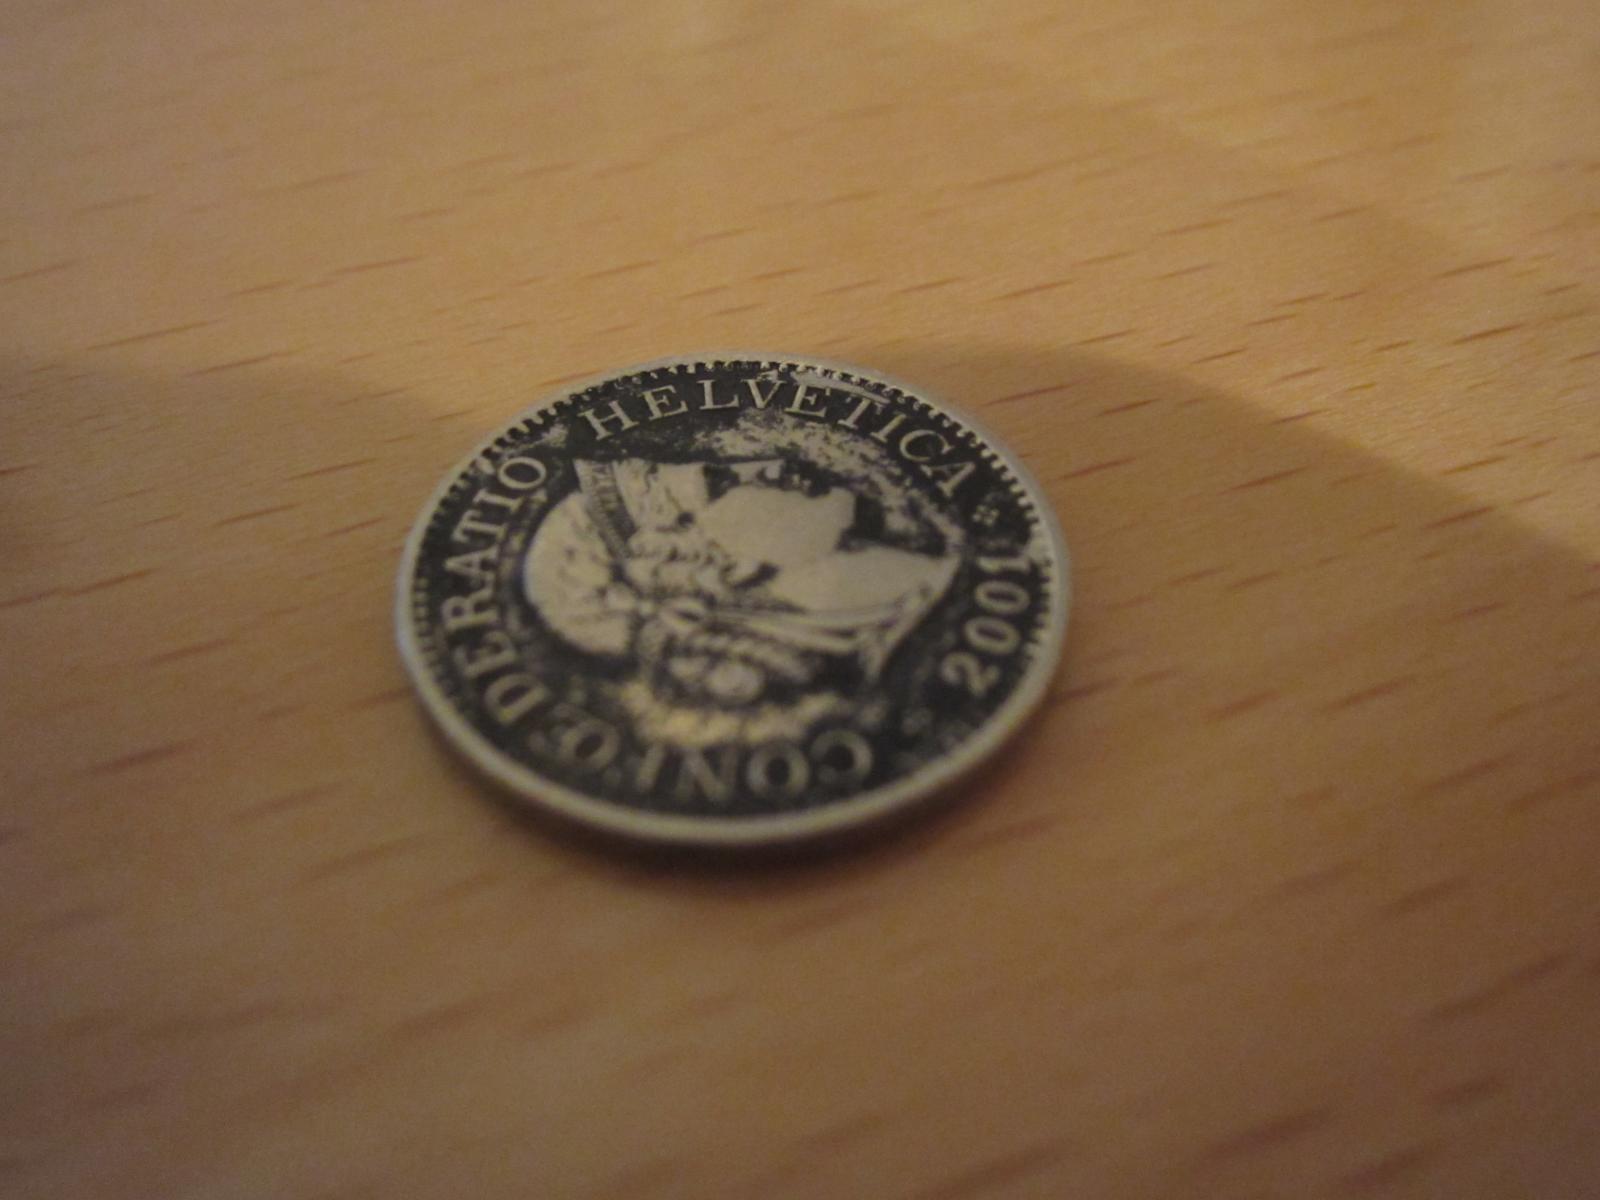 CONFŒDERATIO HELVETICA
2001